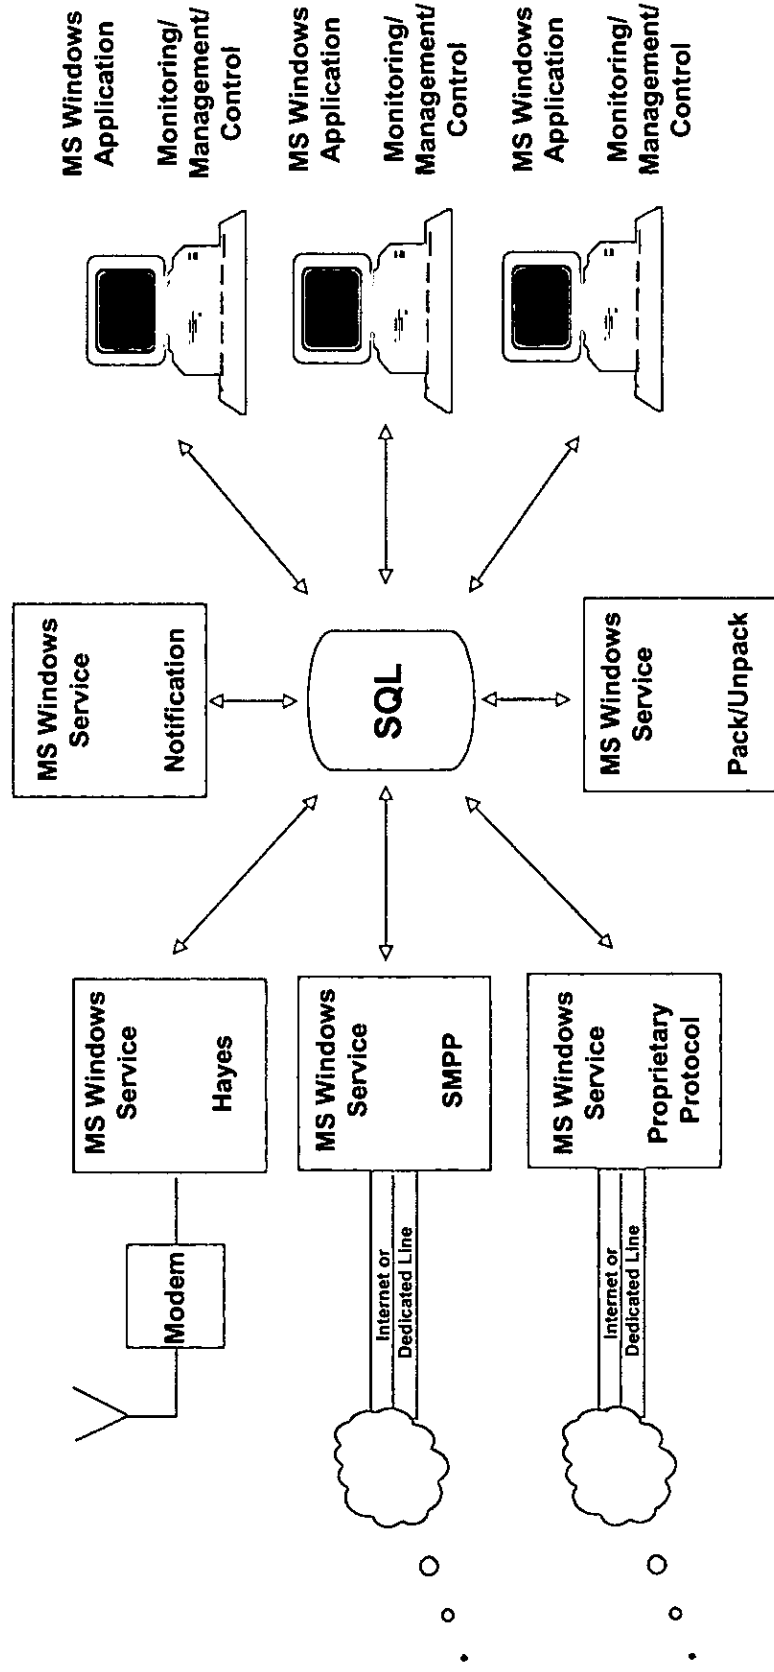 MS Windows
Service
Notification
MS Windows
Service
Hayes
Modem
MS Windows
Application
Monitoring/
Management/
Control
Internet or
Dedicated Line
MS Windows
Service
SMPP
SQL
MS Windows
Application
Monitoring/
Management/
Control
Internet or
Dedicated Line
MS Windows
Service
Proprietary
Protocol
MS Windows
Service
Pack/Unpack
MS Windows
Application
Monitoring/
Management/
Control